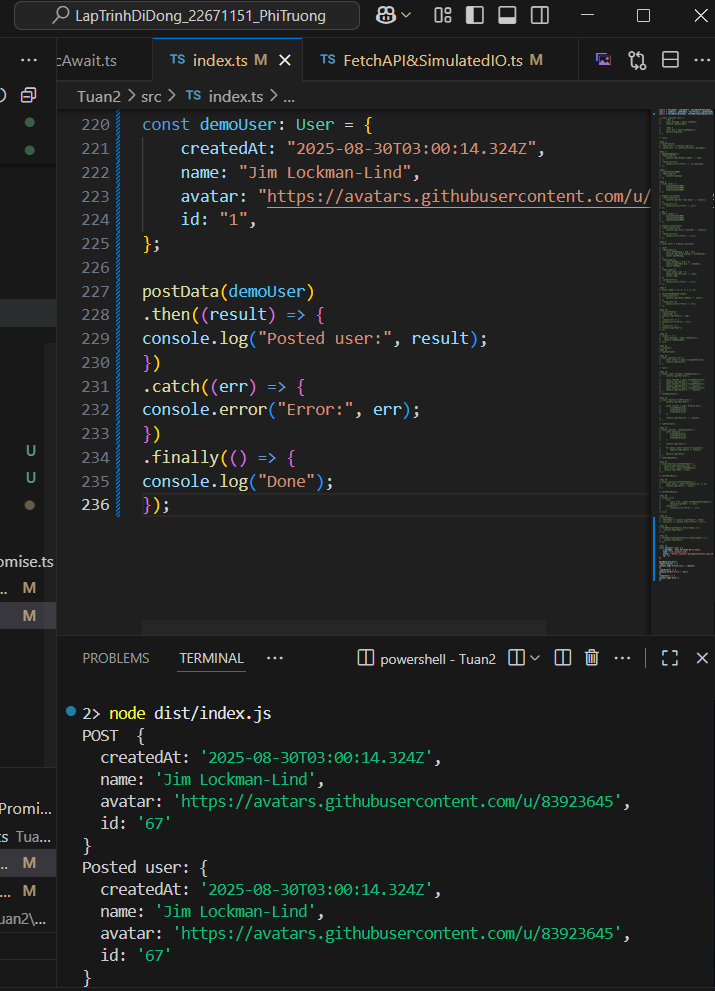 LapTrinhDiDong_22671151_PhiTruong
cAwait.ts
TS index.ts M
TS FetchAPI&SimulatedIO.ts M
Tuan2 > src > TS index.ts > ...
220 const demoUser: User = {
221 createdAt: "2025-08-30T03:00:14.324Z",
222 name: "Jim Lockman-Lind",
223 avatar: "https://avatars.githubusercontent.com/u/
224 id: "1",
225 };
226
227 postData(demoUser)
228 .then((result) => {
229 console.log("Posted user:", result);
230 })
231 .catch((err) => {
232 console.error("Error:", err);
233 })
234 .finally(() => {
235 console.log("Done");
236 });
U
U
omise.ts
.. M
M
PROBLEMS TERMINAL ... powershell - Tuan2
2> node dist/index.js
POST {
createdAt: '2025-08-30T03:00:14.324Z',
name: 'Jim Lockman-Lind',
avatar: 'https://avatars.githubusercontent.com/u/83923645',
id: '67'
}
Posted user: {
createdAt: '2025-08-30T03:00:14.324Z',
name: 'Jim Lockman-Lind',
avatar: 'https://avatars.githubusercontent.com/u/83923645',
id: '67'
}
Promi...
ts Tua...
... M
... M
uan2\...